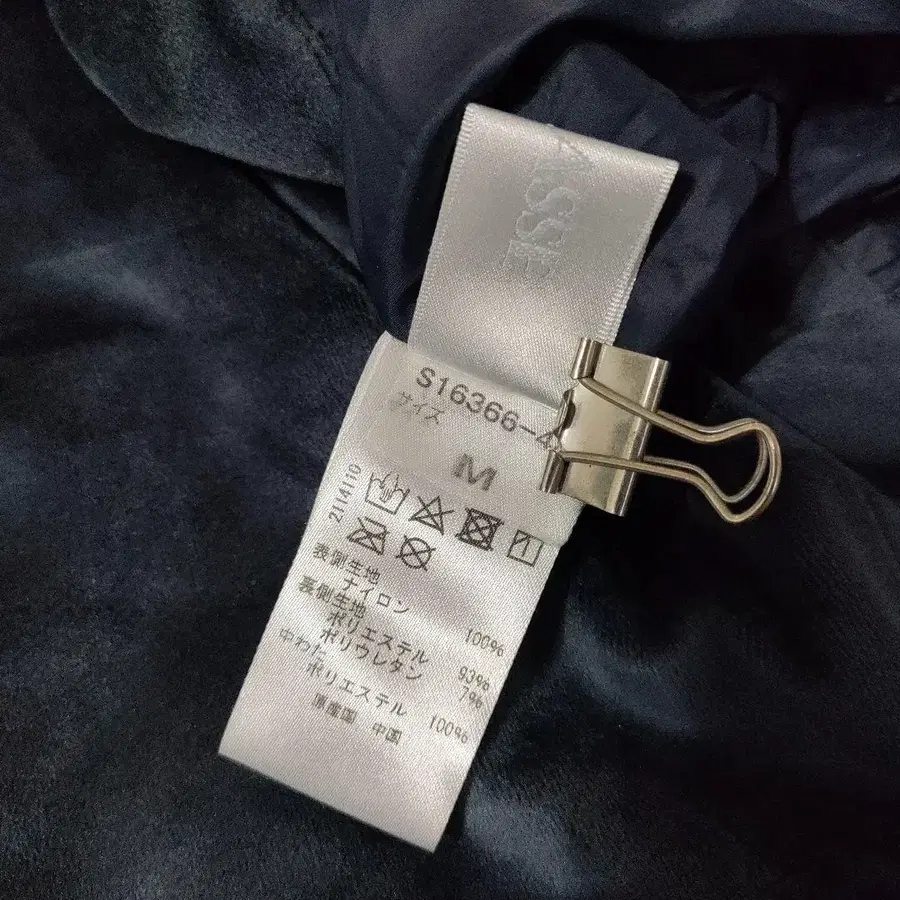 S16366-4
サイズ
M
2114110
表側生地
ナイロン 100%
裏側生地
ポリエステル 93%
ポリウレタン 7%
中わた
ポリエステル 100%
原産国 中国